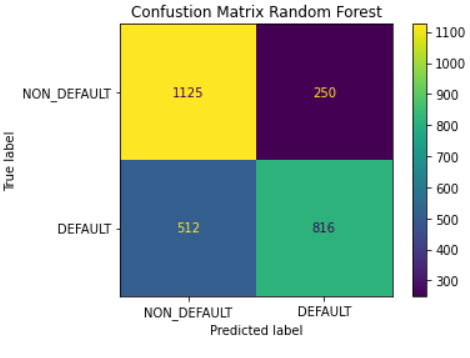 Confustion Matrix Random Forest
NON_DEFAULT
1125
250
DEFAULT
512
816
NON_DEFAULT
DEFAULT
Predicted label
True label
1100
1000
900
800
700
600
500
400
300